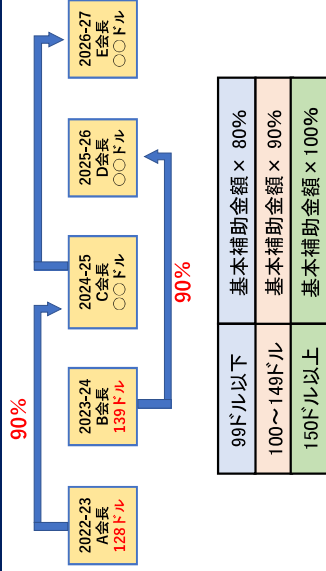 90%
2022-23
A会長
128ドル
2023-24
B会長
139ドル
2024-25
C会長
○○ドル
2025-26
D会長
○○ドル
2026-27
E会長
○○ドル
90%
99ドル以下 基本補助金額 × 80%
100～149ドル 基本補助金額 × 90%
150ドル以上 基本補助金額 × 100%